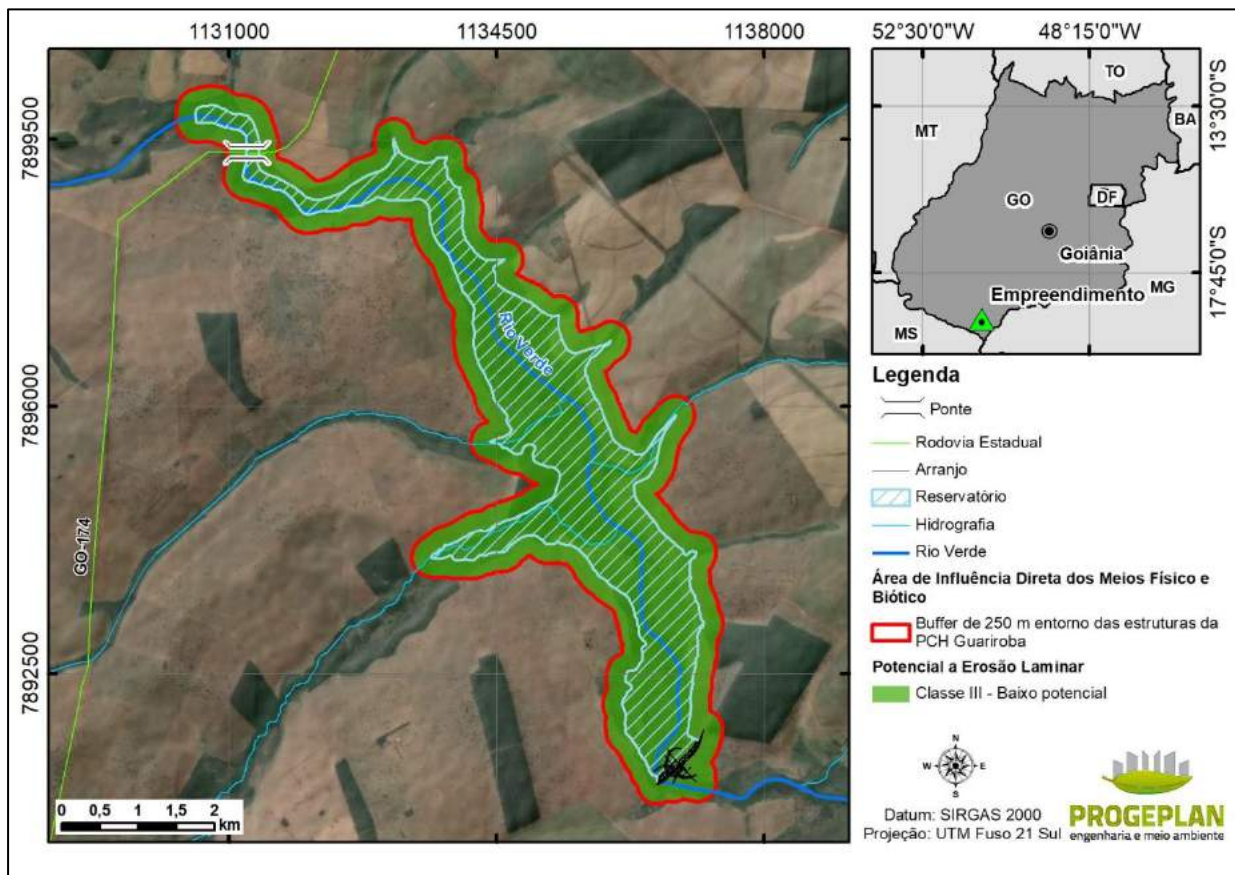 1131000
1134500
1138000
7899500
7896000
7892500
Rio Verde
GO-174
0 0,5 1 1,5 2
km
52°30'0"W
48°15'0"W
13°30'0"S
17°45'0"S
TO
BA
MT
GO
DF
Goiânia
MG
Empreendimento
MS
Legenda
Ponte
Rodovia Estadual
Arranjo
Reservatório
Hidrografia
Rio Verde
Área de Influência Direta dos Meios Físico e
Biótico
Buffer de 250 m entorno das estruturas da
PCH Guariroba
Potencial a Erosão Laminar
Classe III - Baixo potencial
N
W E
S
Datum: SIRGAS 2000
Projeção: UTM Fuso 21 Sul
PROGEPLAN
engenharia e meio ambiente